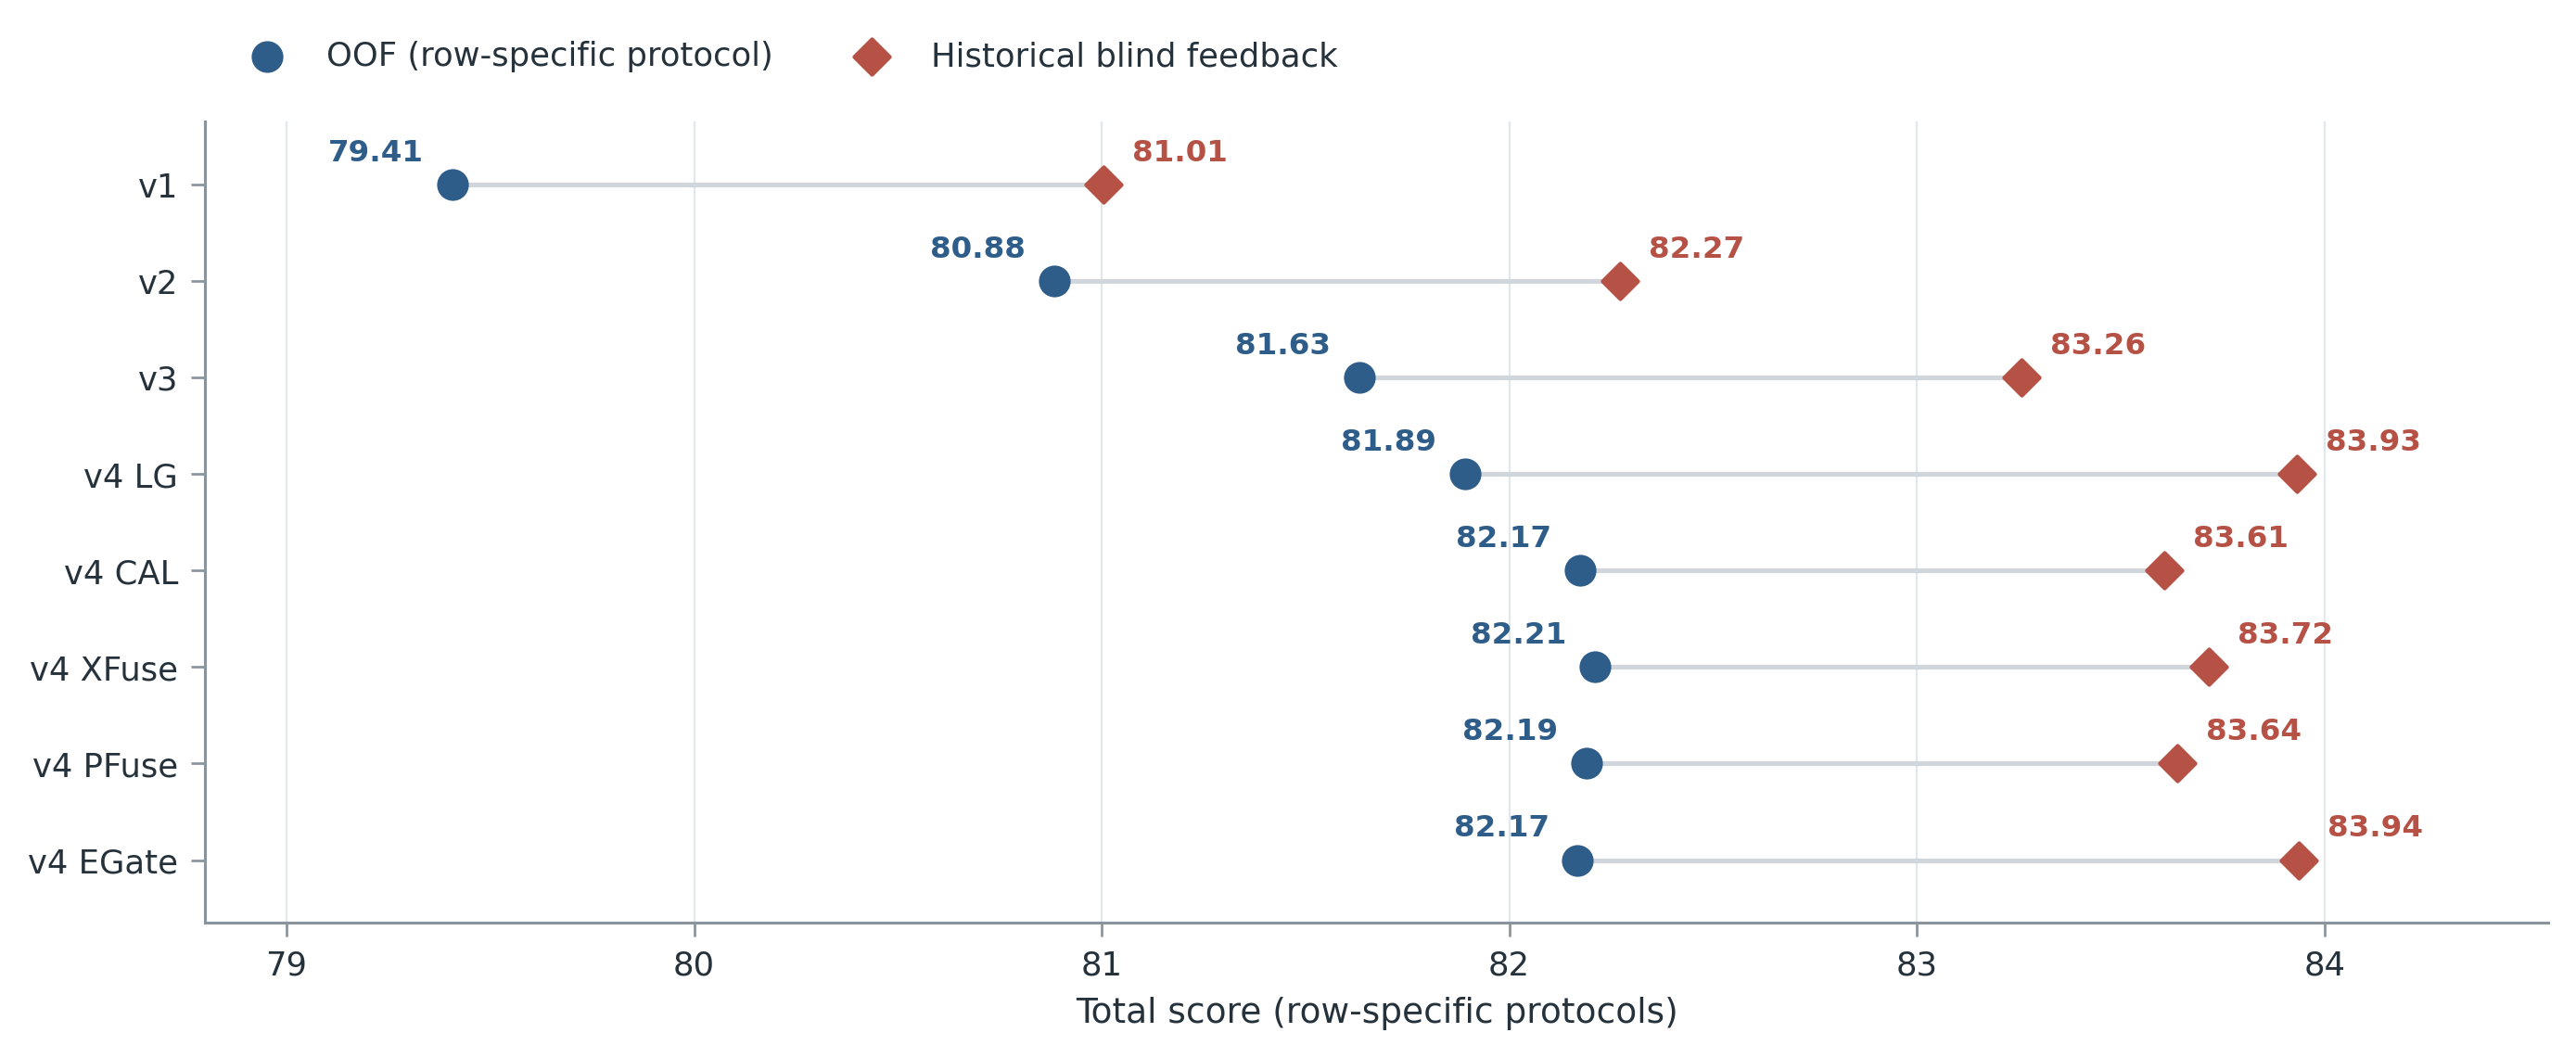 OOF (row-specific protocol) Historical blind feedback
79.41 81.01
v1
80.88 82.27
v2
81.63 83.26
v3
81.89 83.93
v4 LG
82.17 83.61
v4 CAL
82.21 83.72
v4 XFuse
82.19 83.64
v4 PFuse
82.17 83.94
v4 EGate
79 80 81 82 83 84
Total score (row-specific protocols)